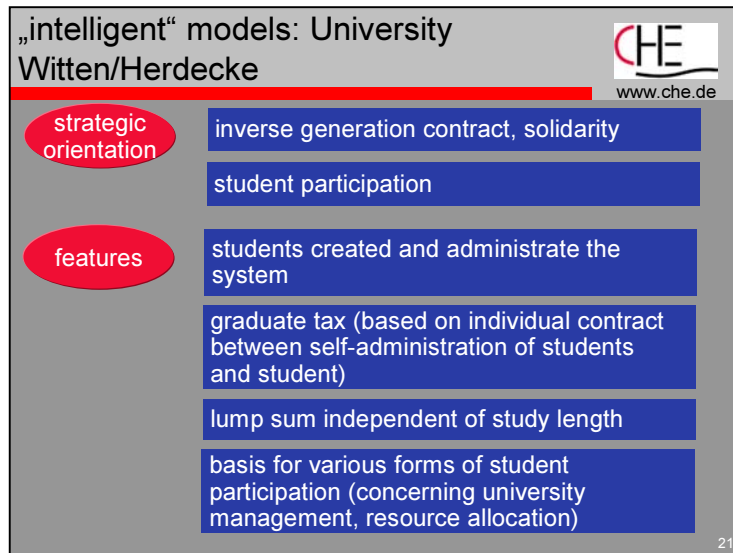 „intelligent“ models: University
Witten/Herdecke
CHE
www.che.de
strategic
orientation
inverse generation contract, solidarity
student participation
features
students created and administrate the
system
graduate tax (based on individual contract
between self-administration of students
and student)
lump sum independent of study length
basis for various forms of student
participation (concerning university
management, resource allocation)
21